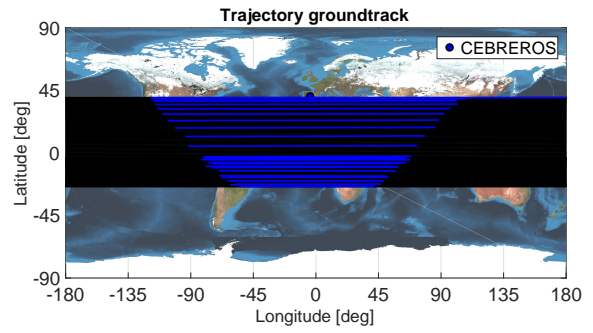 Trajectory groundtrack
CEBREROS
Latitude [deg]
90
45
0
-45
-90
-180 -135 -90 -45 0 45 90 135 180
Longitude [deg]